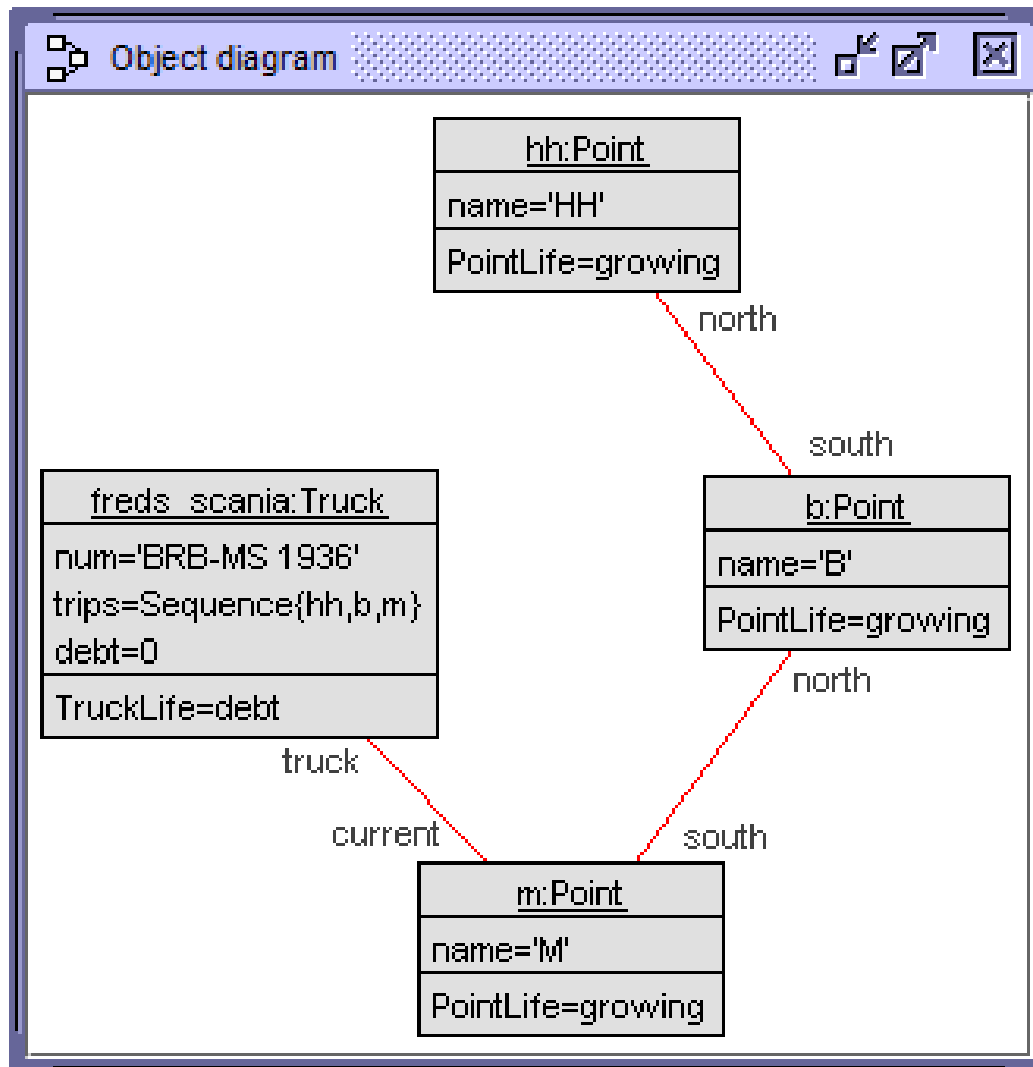 Object diagram
hh:Point
name='HH'
PointLife=growing
north
south
freds_scania:Truck
num='BRB-MS 1936'
trips=Sequence{hh,b,m}
debt=0
TruckLife=debt
b:Point
name='B'
PointLife=growing
north
truck
current
south
m:Point
name='M'
PointLife=growing